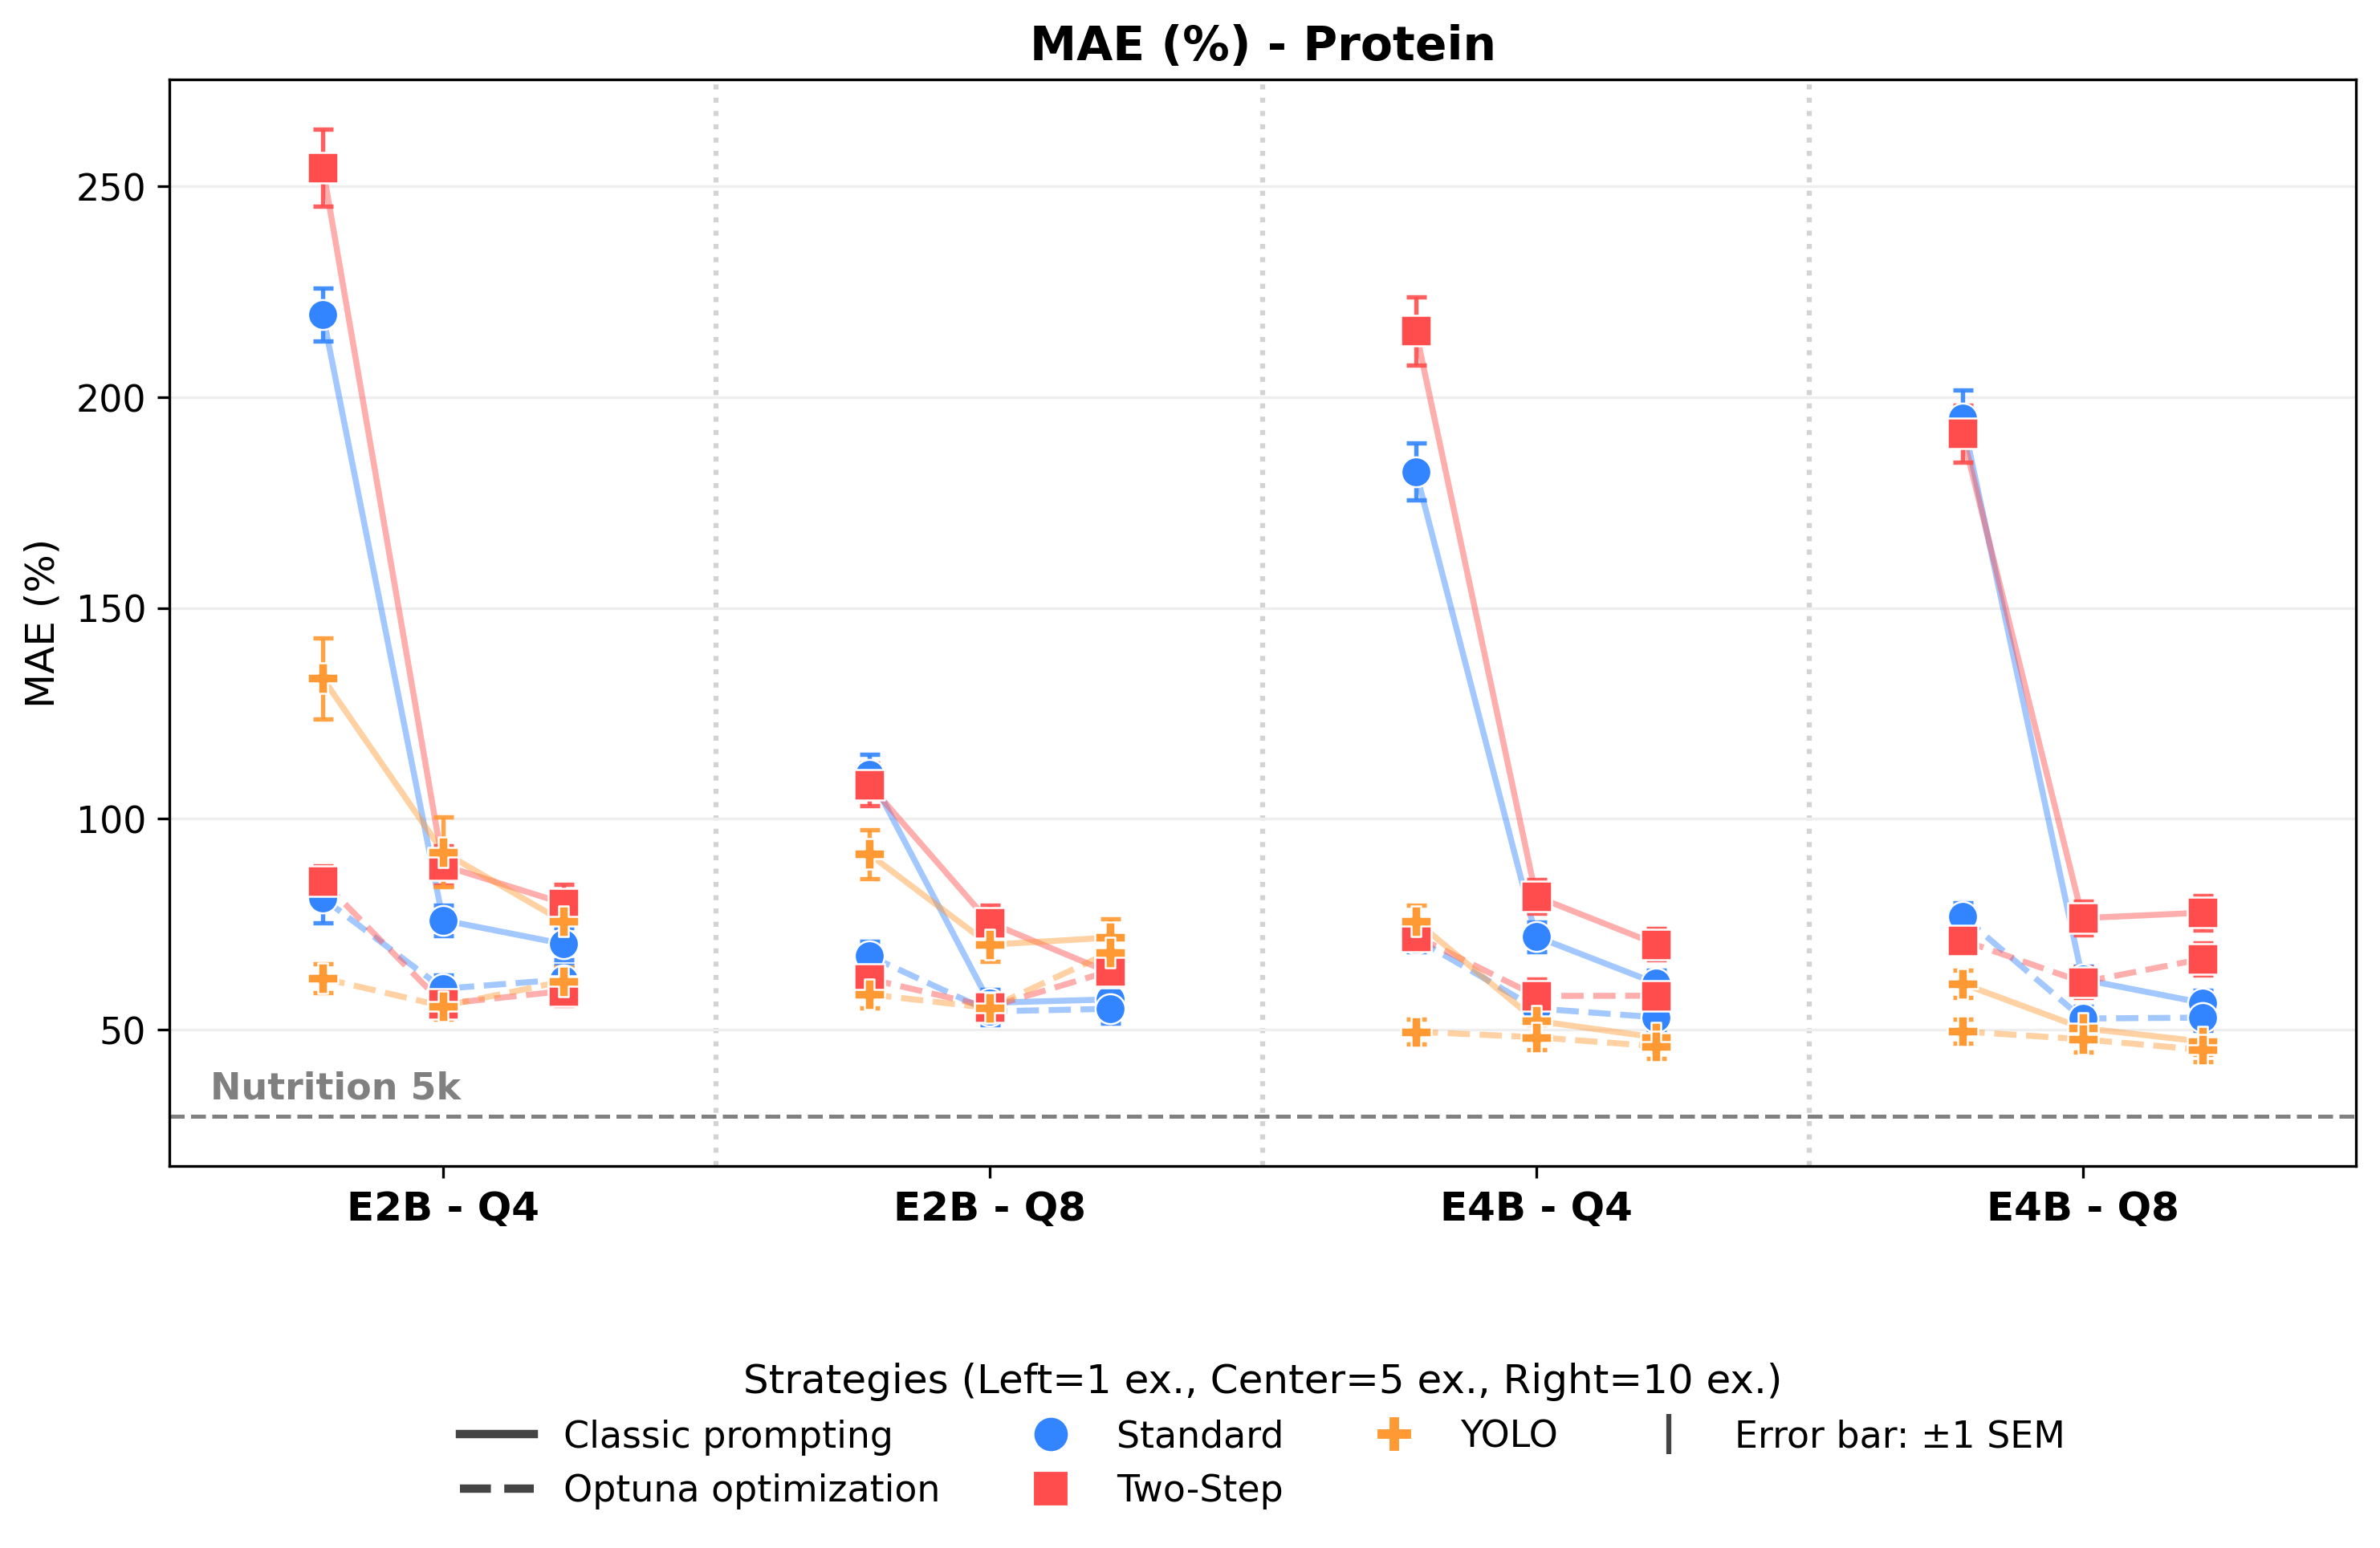 MAE (%) - Protein
MAE (%)
250
200
150
100
50
Nutrition 5k
E2B - Q4
E2B - Q8
E4B - Q4
E4B - Q8
Strategies (Left=1 ex., Center=5 ex., Right=10 ex.)
Classic prompting
Optuna optimization
Standard
Two-Step
YOLO
Error bar: ±1 SEM